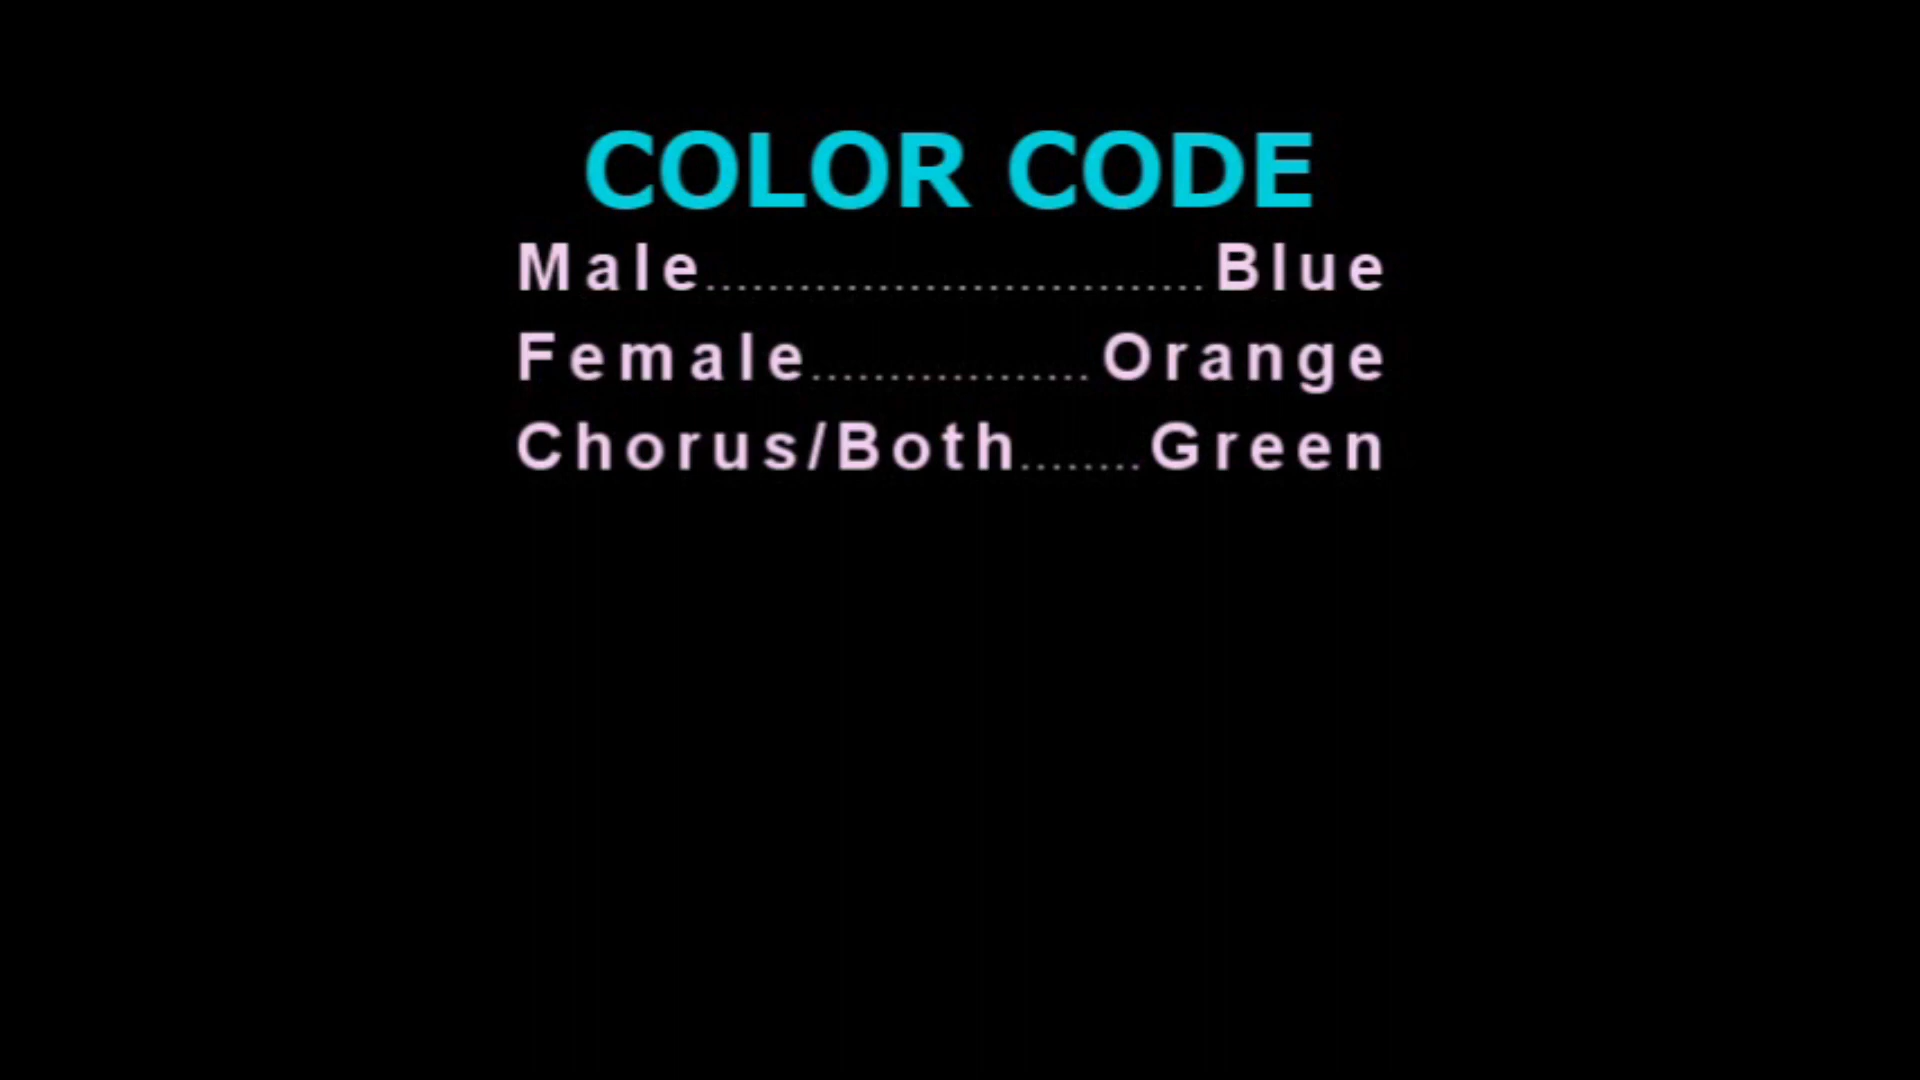 COLOR CODE
Male................................Blue
Female..................Orange
Chorus/Both........Green